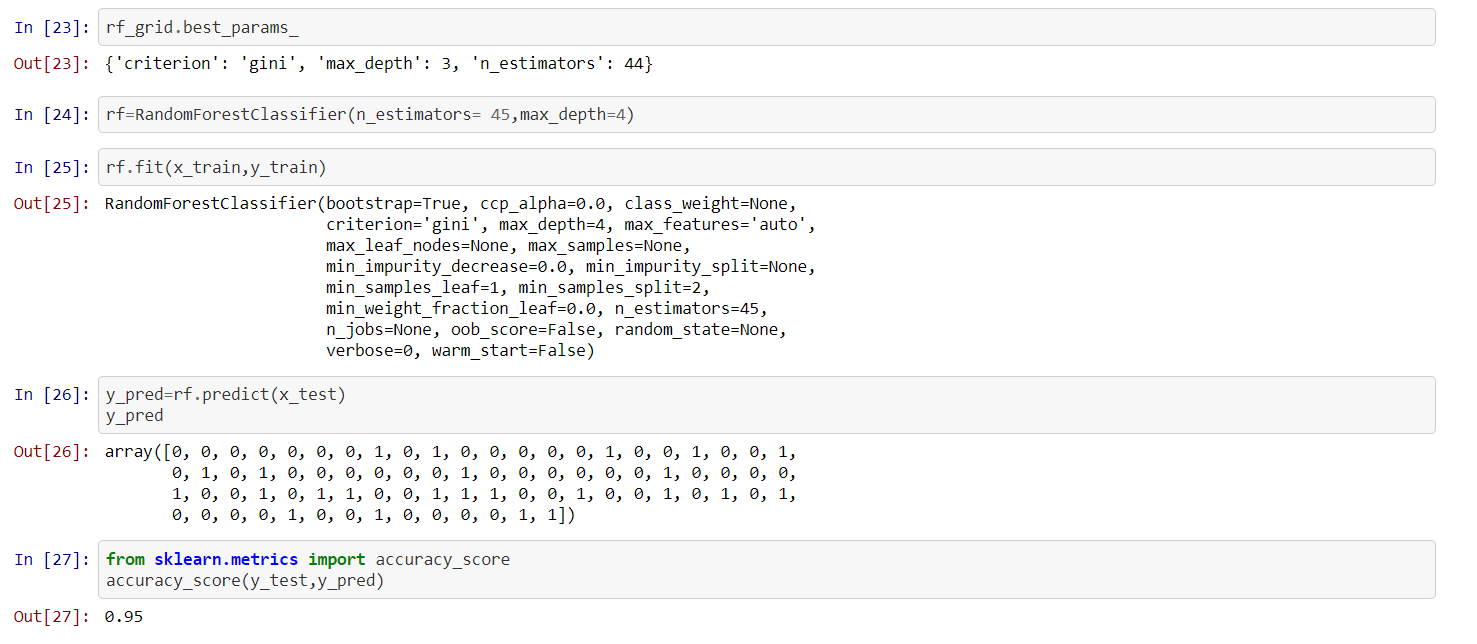 In [23]: rf_grid.best_params_
Out[23]: {'criterion': 'gini', 'max_depth': 3, 'n_estimators': 44}
In [24]: rf=RandomForestClassifier(n_estimators= 45,max_depth=4)
In [25]: rf.fit(x_train,y_train)
Out[25]: RandomForestClassifier(bootstrap=True, ccp_alpha=0.0, class_weight=None,
criterion='gini', max_depth=4, max_features='auto',
max_leaf_nodes=None, max_samples=None,
min_impurity_decrease=0.0, min_impurity_split=None,
min_samples_leaf=1, min_samples_split=2,
min_weight_fraction_leaf=0.0, n_estimators=45,
n_jobs=None, oob_score=False, random_state=None,
verbose=0, warm_start=False)
In [26]: y_pred=rf.predict(x_test)
y_pred
Out[26]: array([0, 0, 0, 0, 0, 0, 0, 1, 0, 1, 0, 0, 0, 0, 0, 1, 0, 0, 1, 0, 0, 1,
0, 1, 0, 1, 0, 0, 0, 0, 0, 0, 1, 0, 0, 0, 0, 0, 0, 1, 0, 0, 0, 0,
1, 0, 0, 1, 0, 1, 1, 0, 0, 1, 1, 1, 0, 0, 1, 0, 0, 1, 0, 1, 0, 1,
0, 0, 0, 0, 1, 0, 0, 1, 0, 0, 0, 0, 1, 1])
In [27]: from sklearn.metrics import accuracy_score
accuracy_score(y_test,y_pred)
Out[27]: 0.95